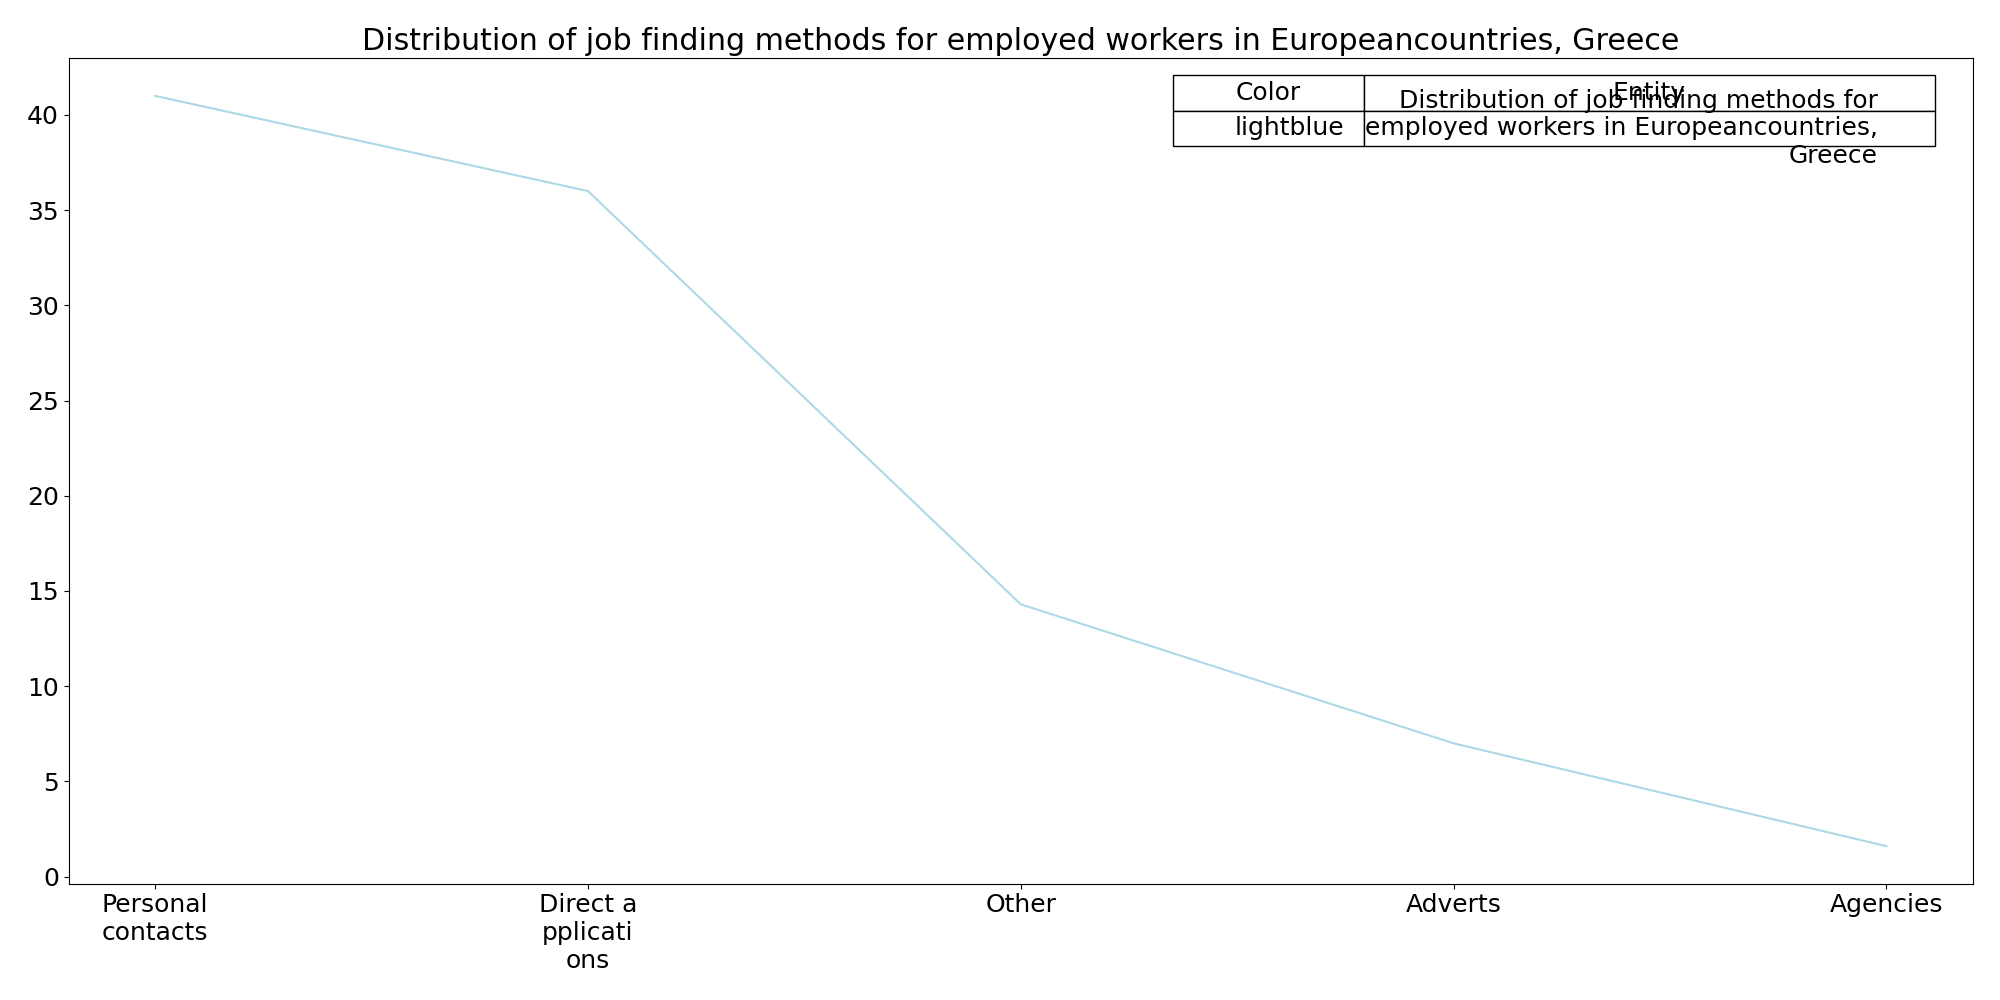 Distribution of job finding methods for employed workers in Europeancountries, Greece
Color Entity
Distribution of job finding methods for
lightblue employed workers in Europeancountries,
Greece
40
35
30
25
20
15
10
5
0
Personal
contacts
Direct a
pplicati
ons
Other
Adverts
Agencies